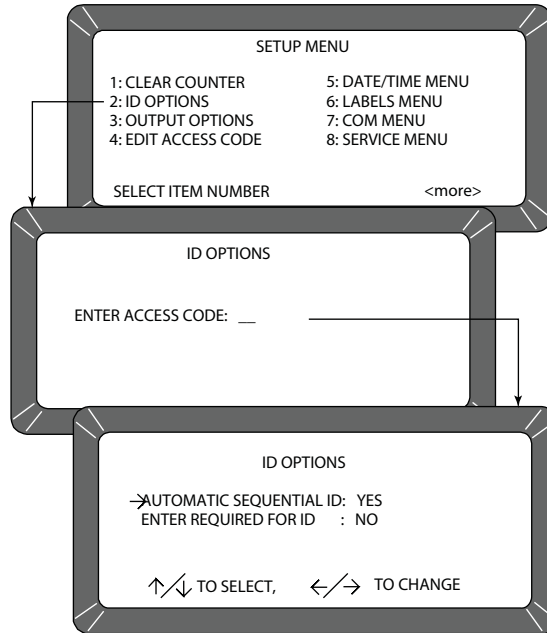 SETUP MENU
1: CLEAR COUNTER 5: DATE/TIME MENU
2: ID OPTIONS 6: LABELS MENU
3: OUTPUT OPTIONS 7: COM MENU
4: EDIT ACCESS CODE 8: SERVICE MENU
SELECT ITEM NUMBER <more>
ID OPTIONS
ENTER ACCESS CODE: __
ID OPTIONS
→AUTOMATIC SEQUENTIAL ID: YES
ENTER REQUIRED FOR ID : NO
↑/↓ TO SELECT, ←/→ TO CHANGE